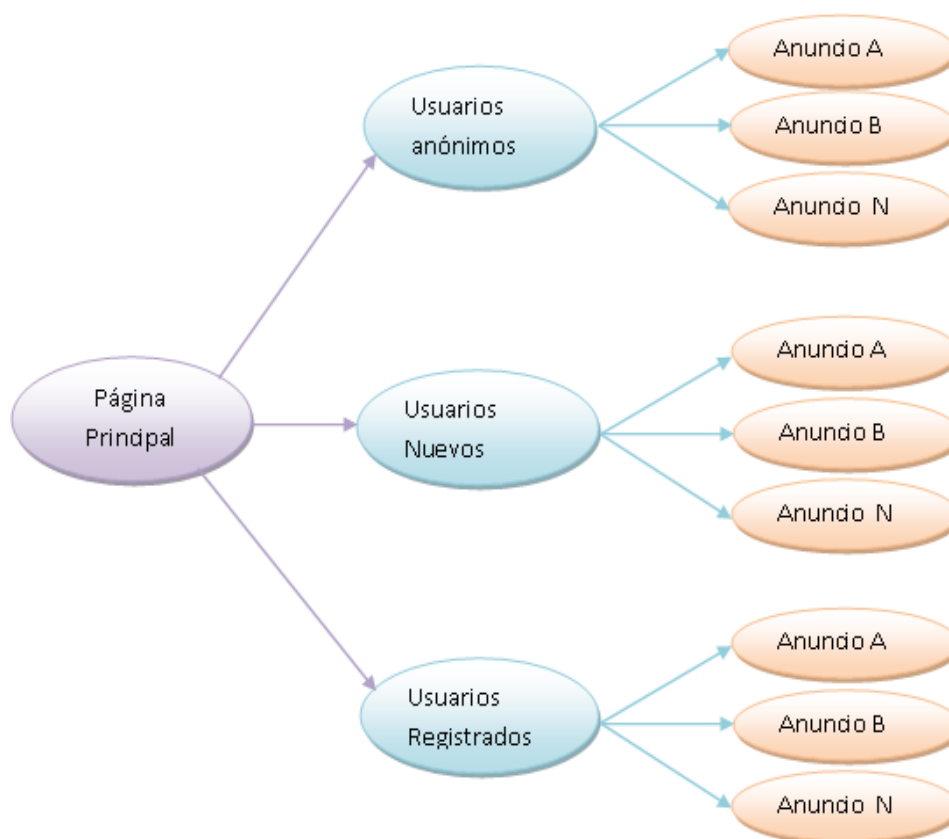 Página
Principal
Usuarios
anónimos
Anuncio A
Anuncio B
Anuncio N
Usuarios
Nuevos
Anuncio A
Anuncio B
Anuncio N
Usuarios
Registrados
Anuncio A
Anuncio B
Anuncio N